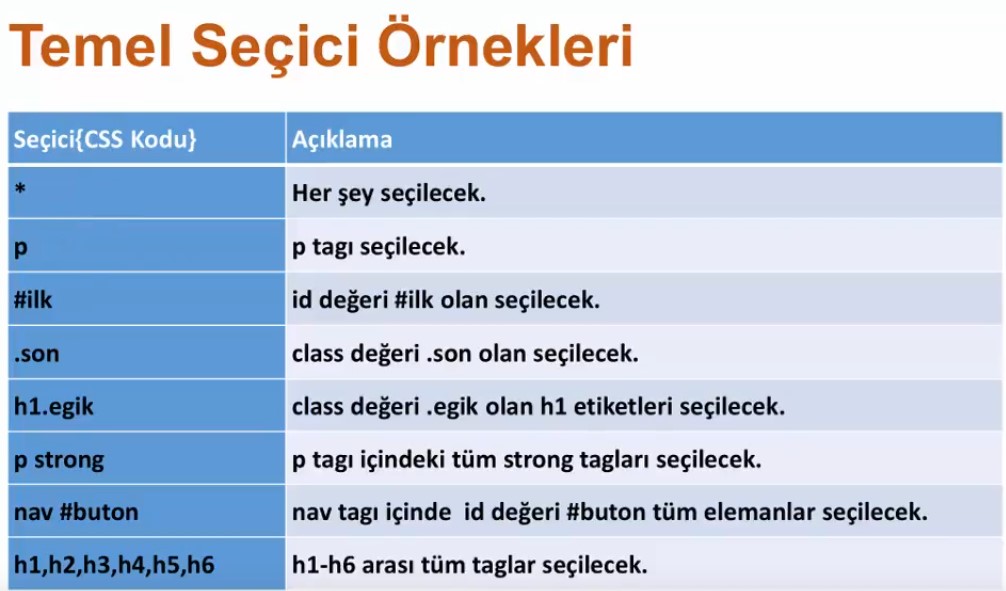 Temel Seçici Örnekleri
Seçici{CSS Kodu} Açıklama
* Her şey seçilecek.
p p tagı seçilecek.
#ilk id değeri #ilk olan seçilecek.
.son class değeri .son olan seçilecek.
h1.egik class değeri .egik olan h1 etiketleri seçilecek.
p strong p tagı içindeki tüm strong tagları seçilecek.
nav #buton nav tagı içinde id değeri #buton tüm elemanlar seçilecek.
h1,h2,h3,h4,h5,h6 h1-h6 arası tüm taglar seçilecek.